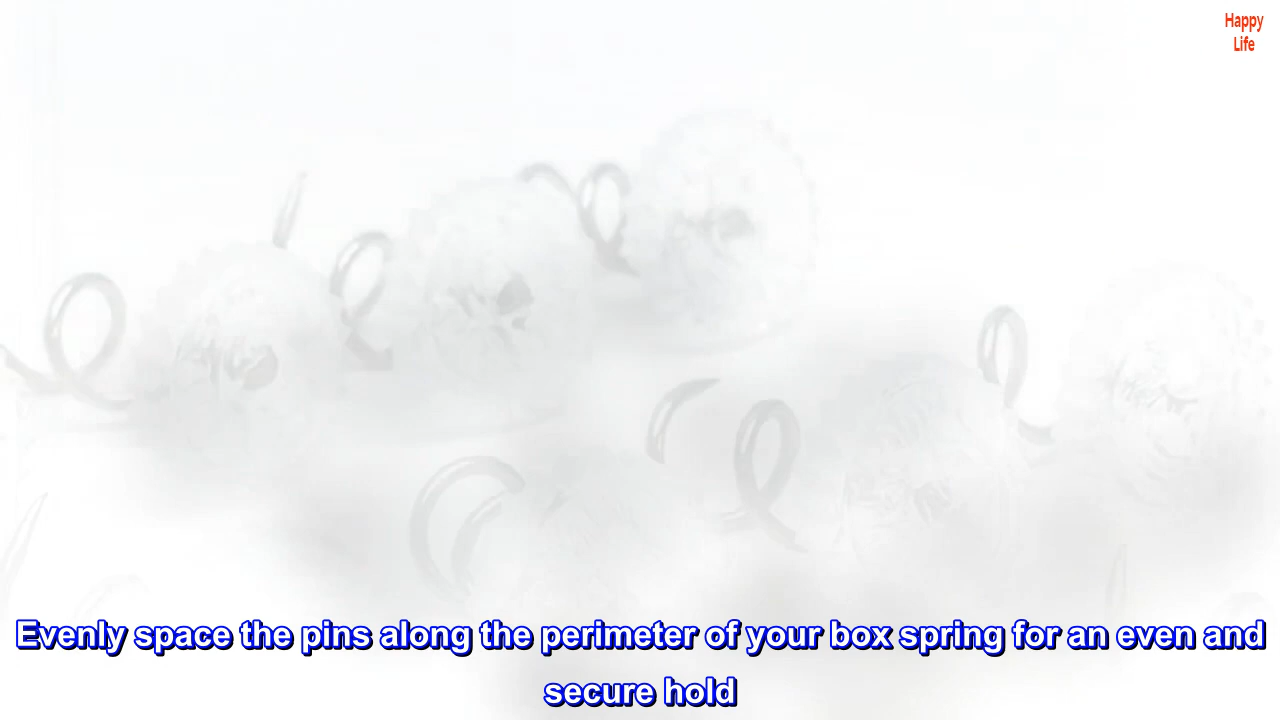 Happy
Life
Evenly space the pins along the perimeter of your box spring for an even and
secure hold